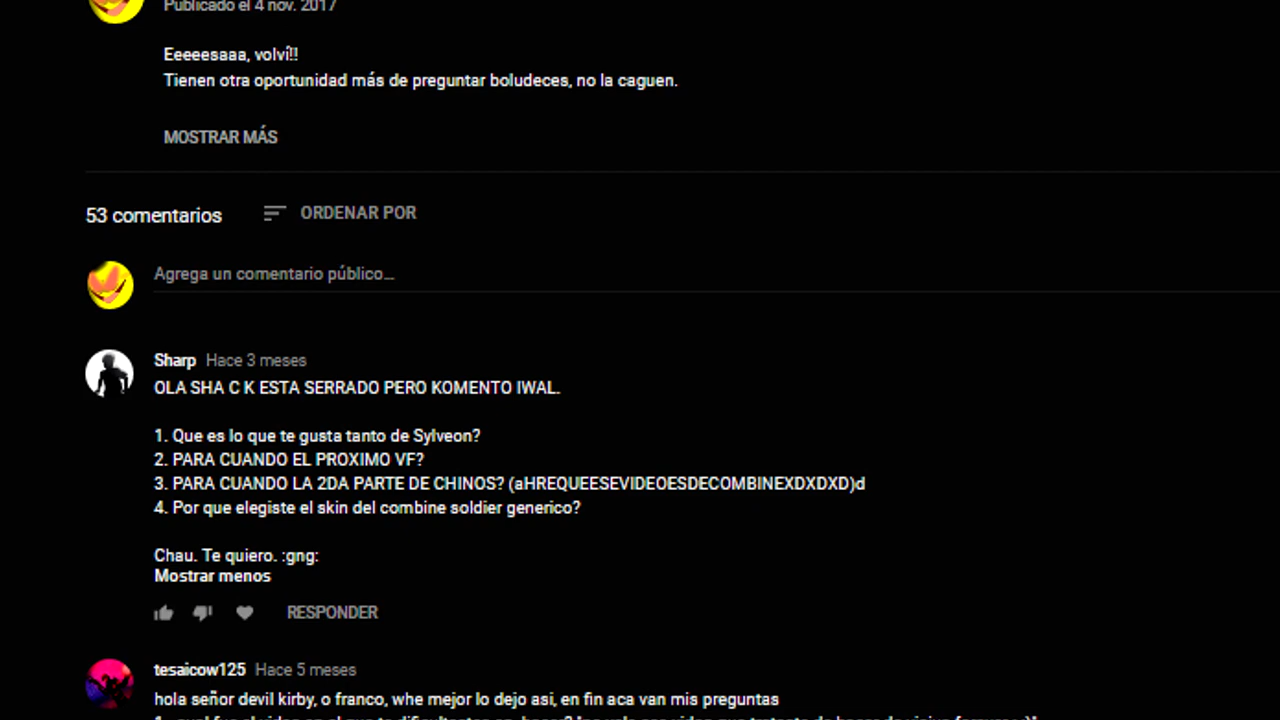 Publicado el 4 nov. 2017
Eeeeesaaa, volví!!
Tienen otra oportunidad más de preguntar boludeces, no la caguen.
MOSTRAR MÁS
53 comentarios ORDENAR POR
Agrega un comentario público...
Sharp Hace 3 meses
OLA SHA C K ESTA SERRADO PERO KOMENTO IWAL.
1. Que es lo que te gusta tanto de Sylveon?
2. PARA CUANDO EL PROXIMO VF?
3. PARA CUANDO LA 2DA PARTE DE CHINOS? (aHREQUEESEVIDEOESDECOMBINEXDXDXD)d
4. Por que elegiste el skin del combine soldier generico?
Chau. Te quiero. :gng:
Mostrar menos
RESPONDER
tesaicow125 Hace 5 meses
hola señor devil kirby, o franco, whe mejor lo dejo asi, en fin aca van mis preguntas